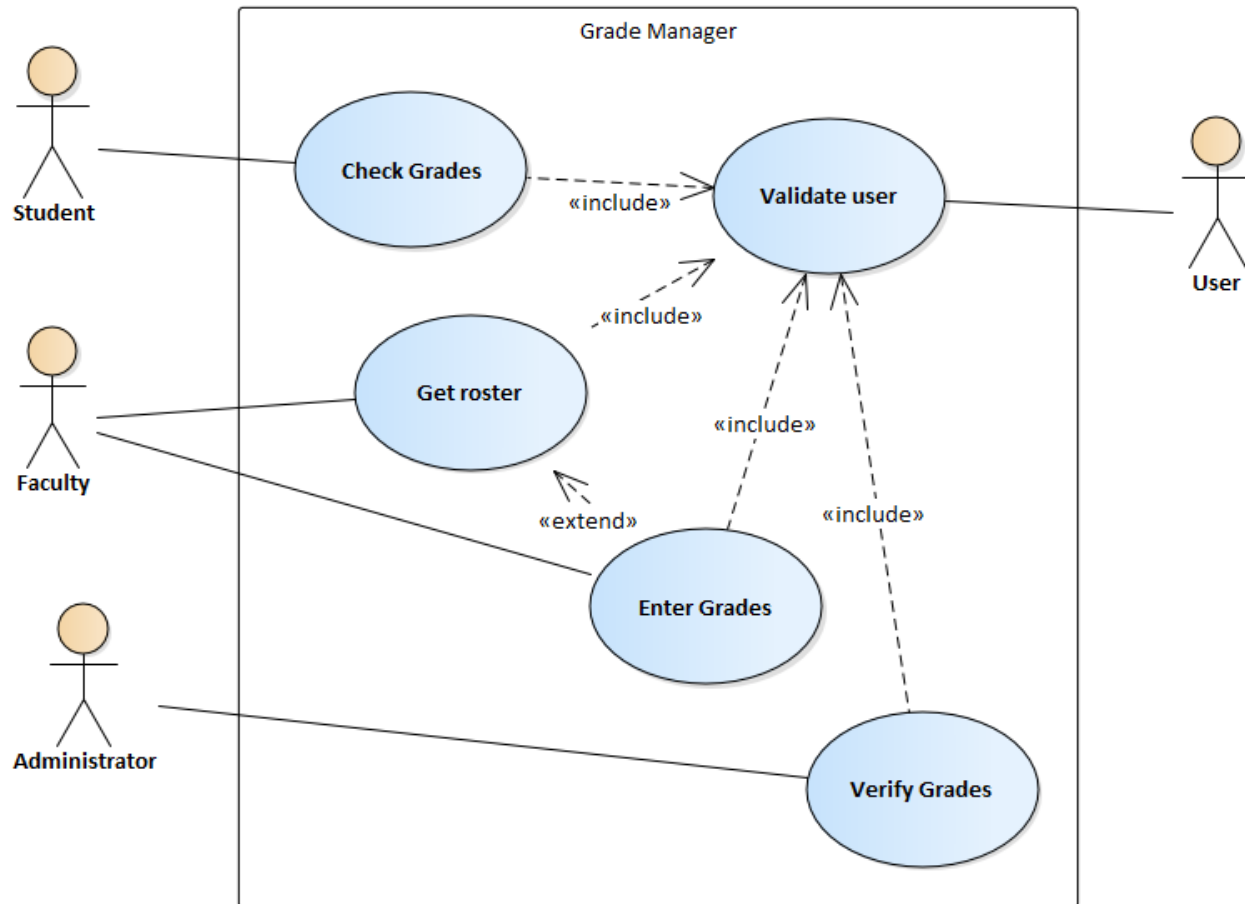 Grade Manager
Check Grades
Validate user
«include»
Student
User
«include»
Get roster
«include»
Faculty
«extend»
«include»
Enter Grades
Administrator
Verify Grades